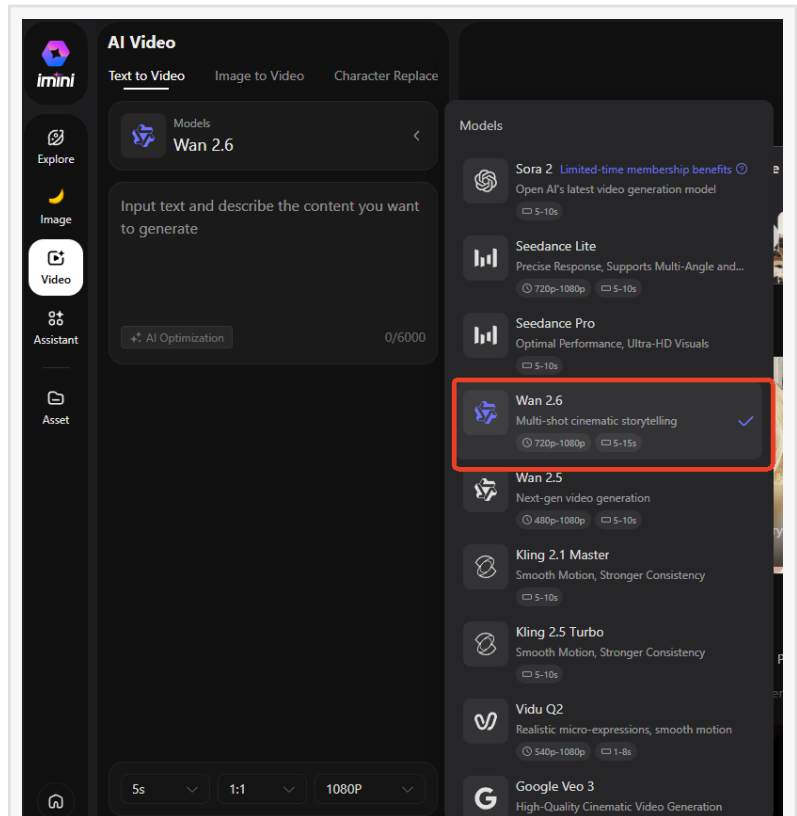 imini
Explore
Image
Video
Assistant
Asset
AI Video
Text to Video
Image to Video
Character Replace
Models
Wan 2.6
Input text and describe the content you want
to generate
AI Optimization
0/6000
5s
1:1
1080P
Models
Sora 2 Limited-time membership benefits
Open AI's latest video generation model
5-10s
Seedance Lite
Precise Response, Supports Multi-Angle and...
720p-1080p 5-10s
Seedance Pro
Optimal Performance, Ultra-HD Visuals
5-10s
Wan 2.6
Multi-shot cinematic storytelling
720p-1080p 5-15s
Wan 2.5
Next-gen video generation
480p-1080p 5-10s
Kling 2.1 Master
Smooth Motion, Stronger Consistency
5-10s
Kling 2.5 Turbo
Smooth Motion, Stronger Consistency
5-10s
Vidu Q2
Realistic micro-expressions, smooth motion
540p-1080p 1-8s
Google Veo 3
High-Quality Cinematic Video Generation